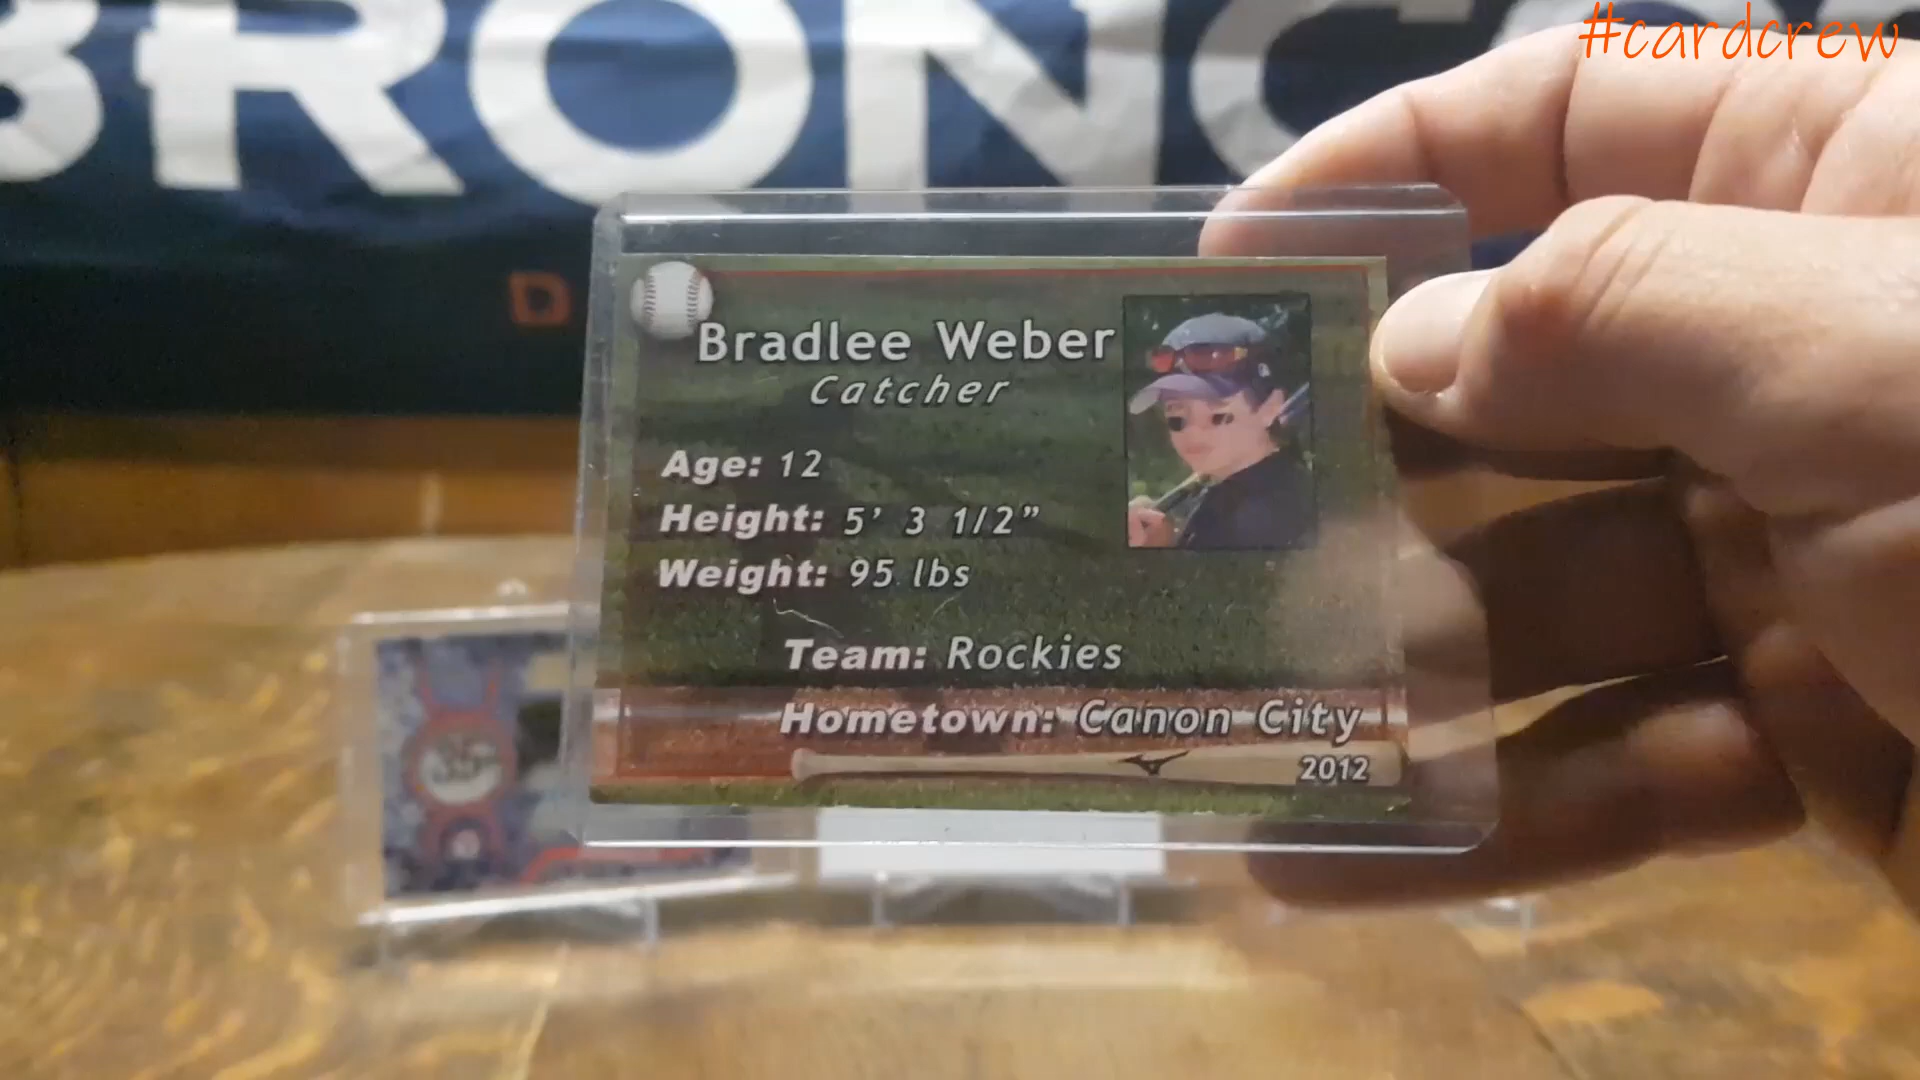 #cardcrew
BRONCO
D
Bradlee Weber
Catcher
Age: 12
Height: 5' 3 1/2"
Weight: 95 lbs
Team: Rockies
Hometown: Canon City
2012